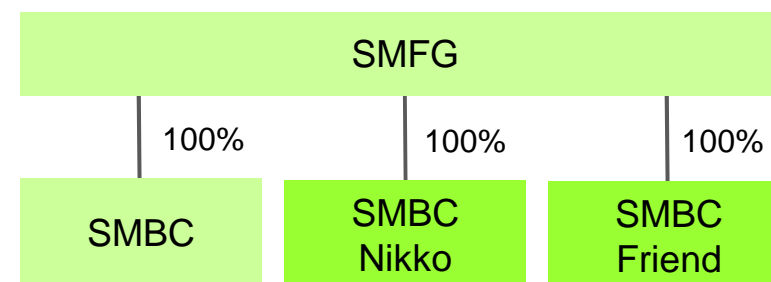 SMFG
100%
100%
100%
SMBC
SMBC
Nikko
SMBC
Friend